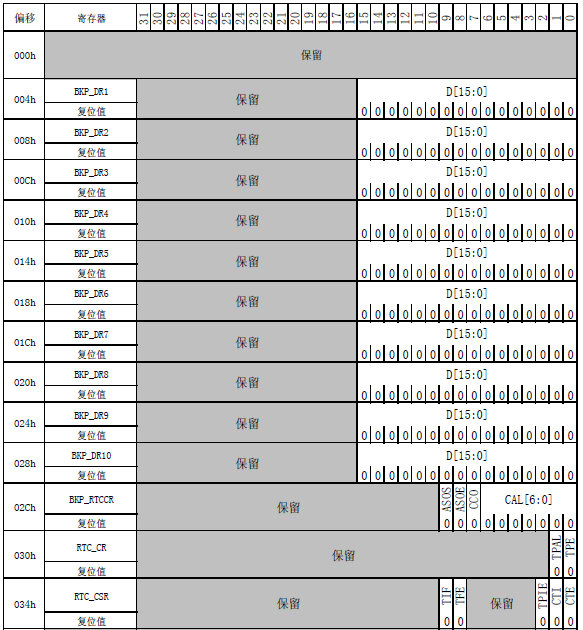 偏移 寄存器 31 30 29 28 27 26 25 24 23 22 21 20 19 18 17 16 15 14 13 12 11 10 9 8 7 6 5 4 3 2 1 0
000h 保留
004h BKP_DR1 保留 D[15:0]
复位值 0 0 0 0 0 0 0 0 0 0 0 0 0 0 0 0
008h BKP_DR2 保留 D[15:0]
复位值 0 0 0 0 0 0 0 0 0 0 0 0 0 0 0 0
00Ch BKP_DR3 保留 D[15:0]
复位值 0 0 0 0 0 0 0 0 0 0 0 0 0 0 0 0
010h BKP_DR4 保留 D[15:0]
复位值 0 0 0 0 0 0 0 0 0 0 0 0 0 0 0 0
014h BKP_DR5 保留 D[15:0]
复位值 0 0 0 0 0 0 0 0 0 0 0 0 0 0 0 0
018h BKP_DR6 保留 D[15:0]
复位值 0 0 0 0 0 0 0 0 0 0 0 0 0 0 0 0
01Ch BKP_DR7 保留 D[15:0]
复位值 0 0 0 0 0 0 0 0 0 0 0 0 0 0 0 0
020h BKP_DR8 保留 D[15:0]
复位值 0 0 0 0 0 0 0 0 0 0 0 0 0 0 0 0
024h BKP_DR9 保留 D[15:0]
复位值 0 0 0 0 0 0 0 0 0 0 0 0 0 0 0 0
028h BKP_DR10 保留 D[15:0]
复位值 0 0 0 0 0 0 0 0 0 0 0 0 0 0 0 0
02Ch BKP_RTCCR 保留 ASOS ASOE CCO CAL[6:0]
复位值 0 0 0 0 0 0 0 0 0 0
030h RTC_CR 保留 TPAL TPE
复位值 0 0
034h RTC_CSR 保留 TIF TFE 保留 TPIE CTI CTE
复位值 0 0 0 0 0